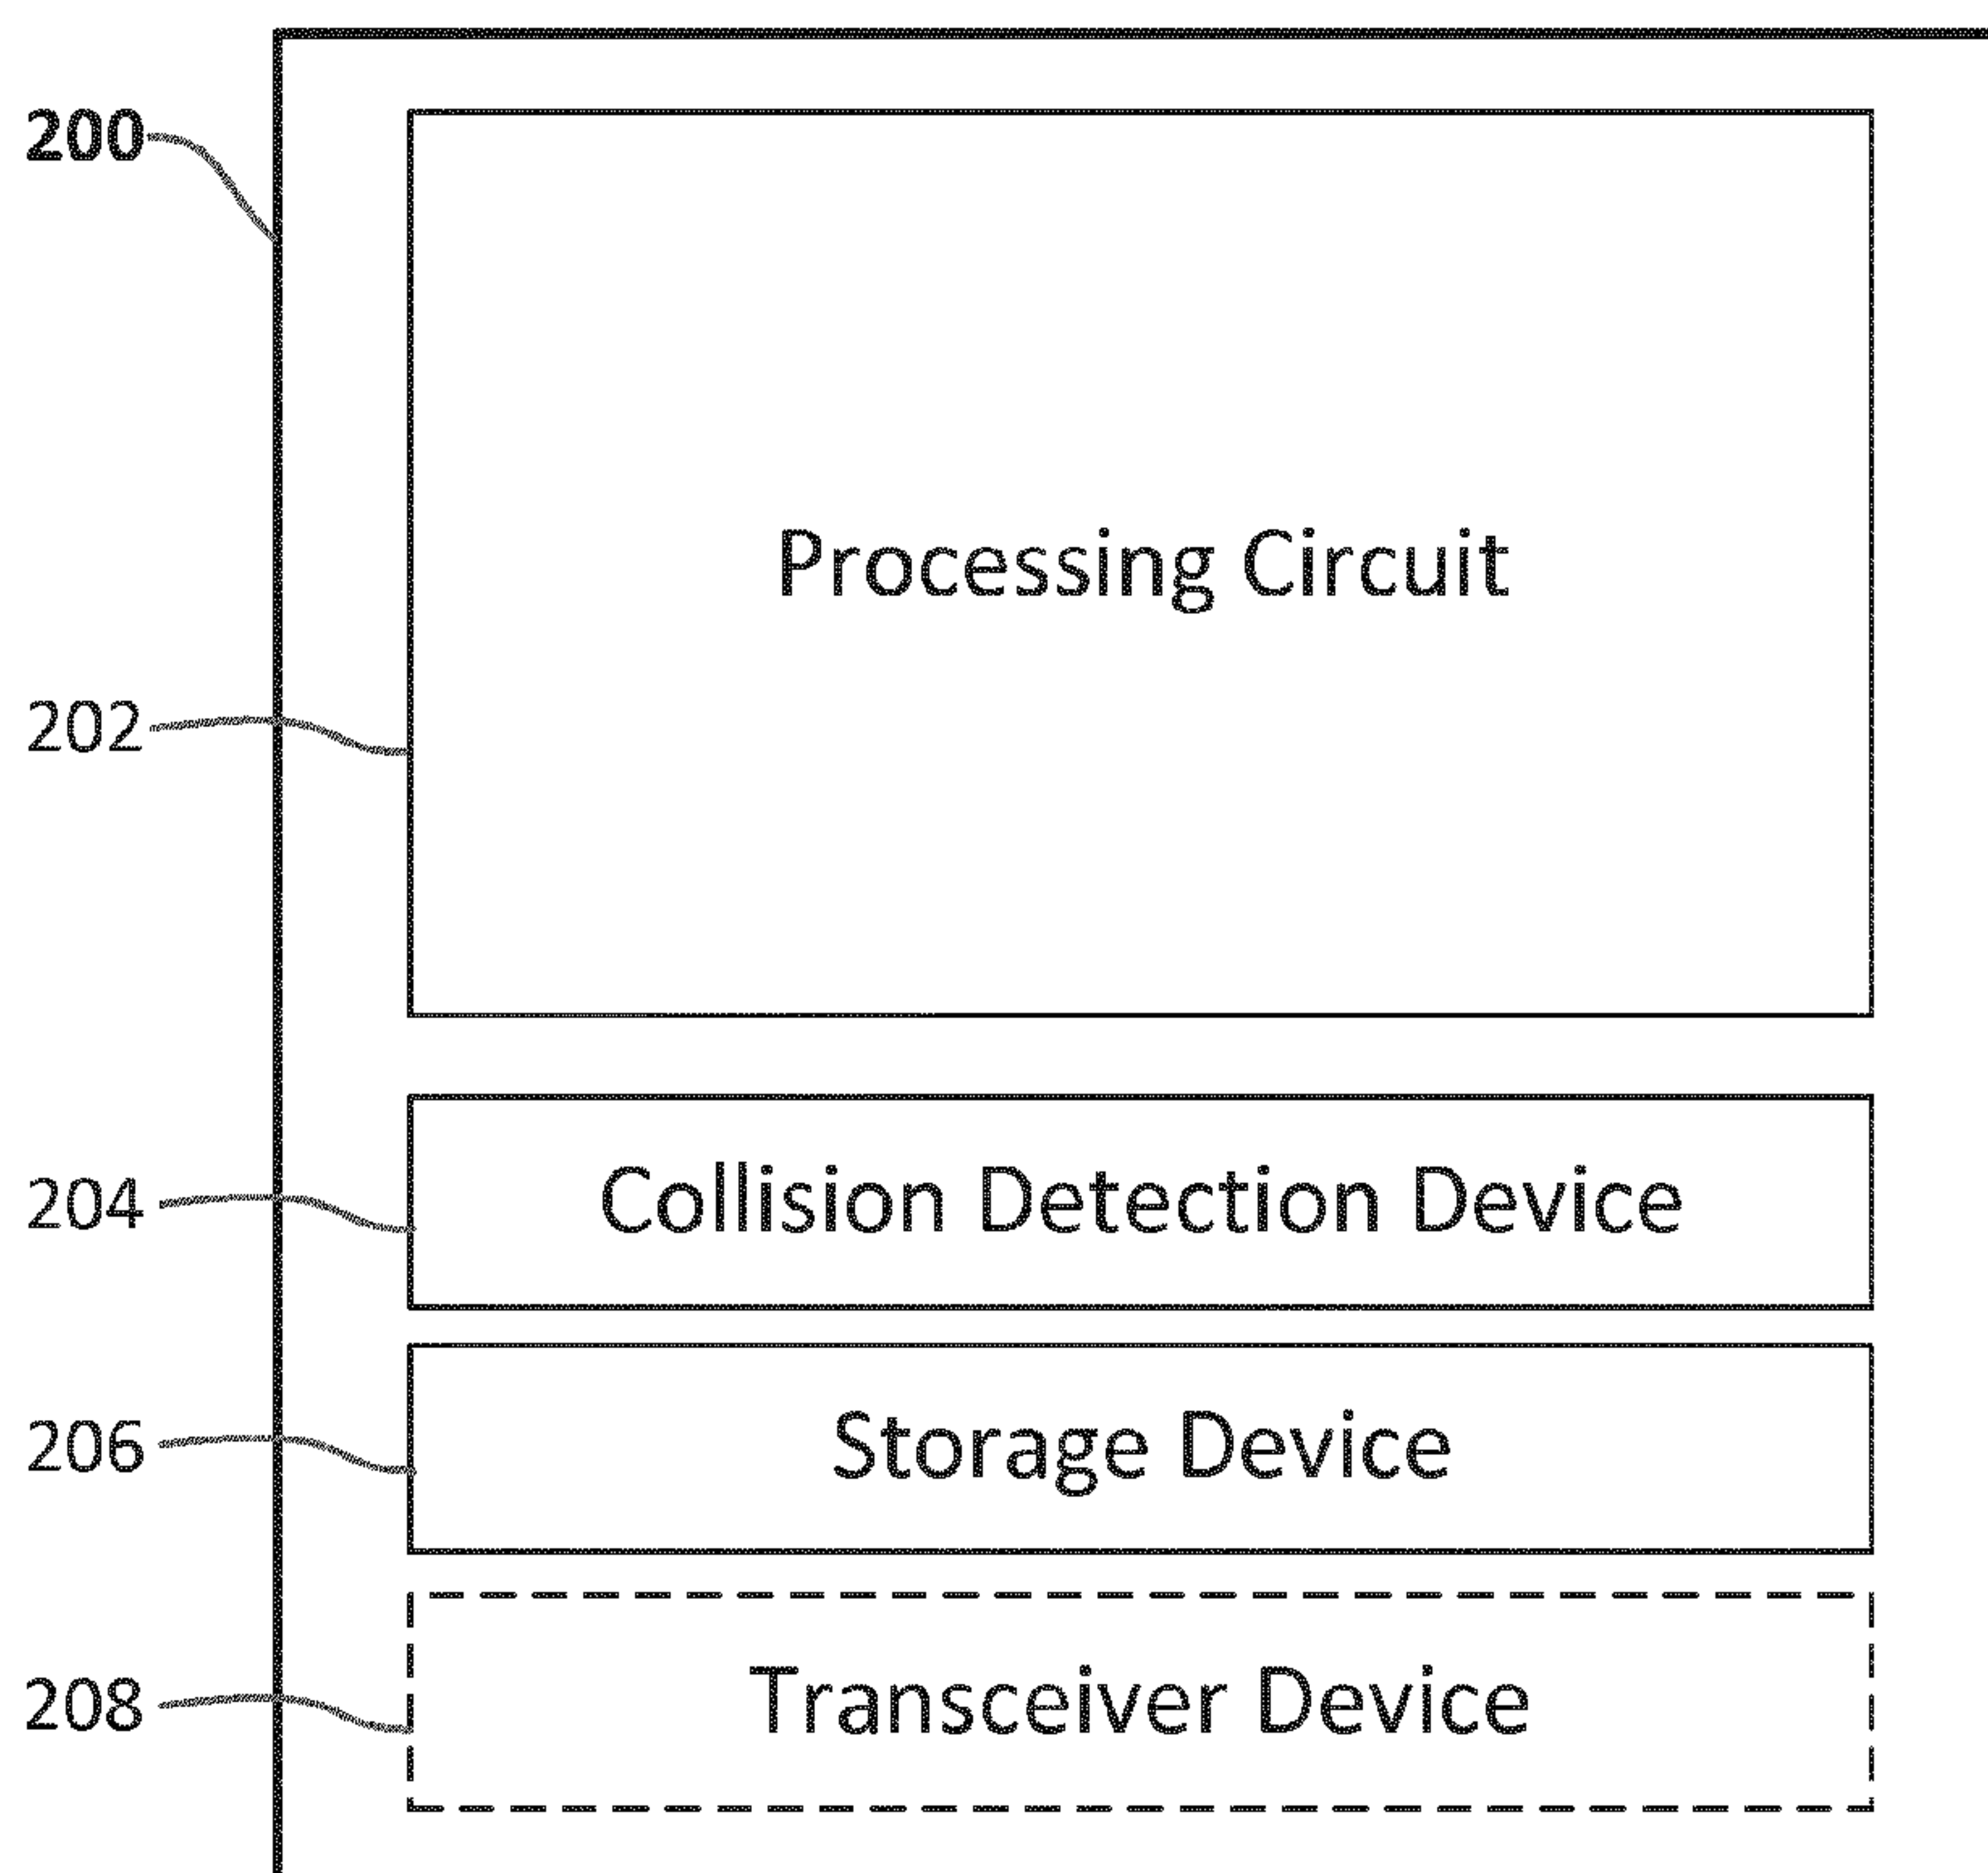 200
Processing Circuit
202
204
Collision Detection Device
206
Storage Device
208
Transceiver Device